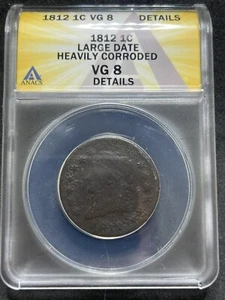 1812 1C VG 8 DETAILS
ANACS
1812 1C
LARGE DATE
HEAVILY CORRODED
VG 8
DETAILS